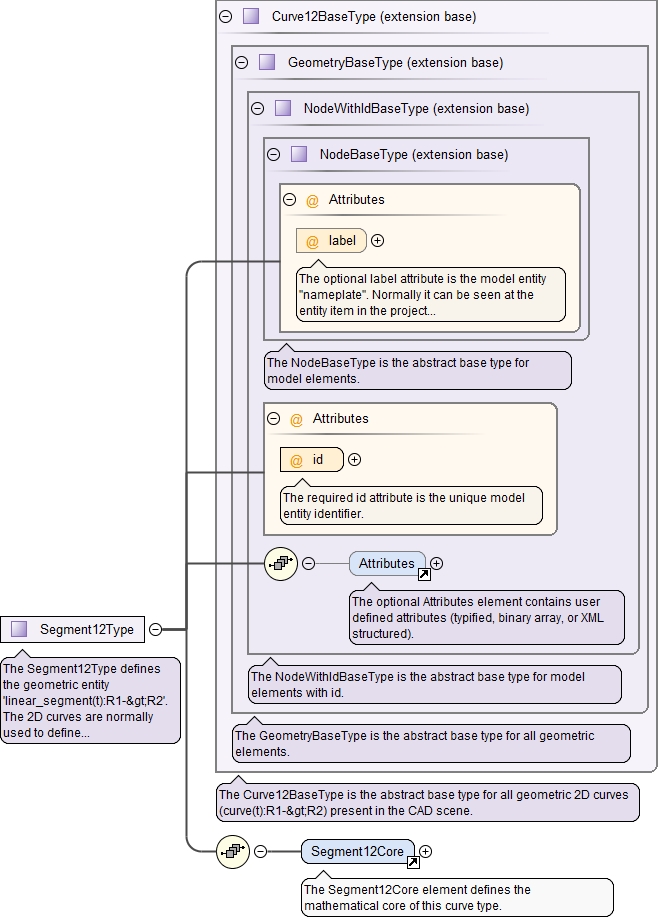 Curve12BaseType (extension base)
GeometryBaseType (extension base)
NodeWithIdBaseType (extension base)
NodeBaseType (extension base)
@ Attributes
@ label
The optional label attribute is the model entity
"nameplate". Normally it can be seen at the
entity item in the project...
The NodeBaseType is the abstract base type for
model elements.
@ Attributes
@ id
The required id attribute is the unique model
entity identifier.
Attributes
The optional Attributes element contains user
defined attributes (typified, binary array, or XML
structured).
Segment12Type
The Segment12Type defines
the geometric entity
'linear_segment(t):R1-&gt;R2'.
The 2D curves are normally
used to define...
The NodeWithIdBaseType is the abstract base type for model
elements with id.
The GeometryBaseType is the abstract base type for all geometric
elements.
The Curve12BaseType is the abstract base type for all geometric 2D curves
(curve(t):R1-&gt;R2) present in the CAD scene.
Segment12Core
The Segment12Core element defines the
mathematical core of this curve type.